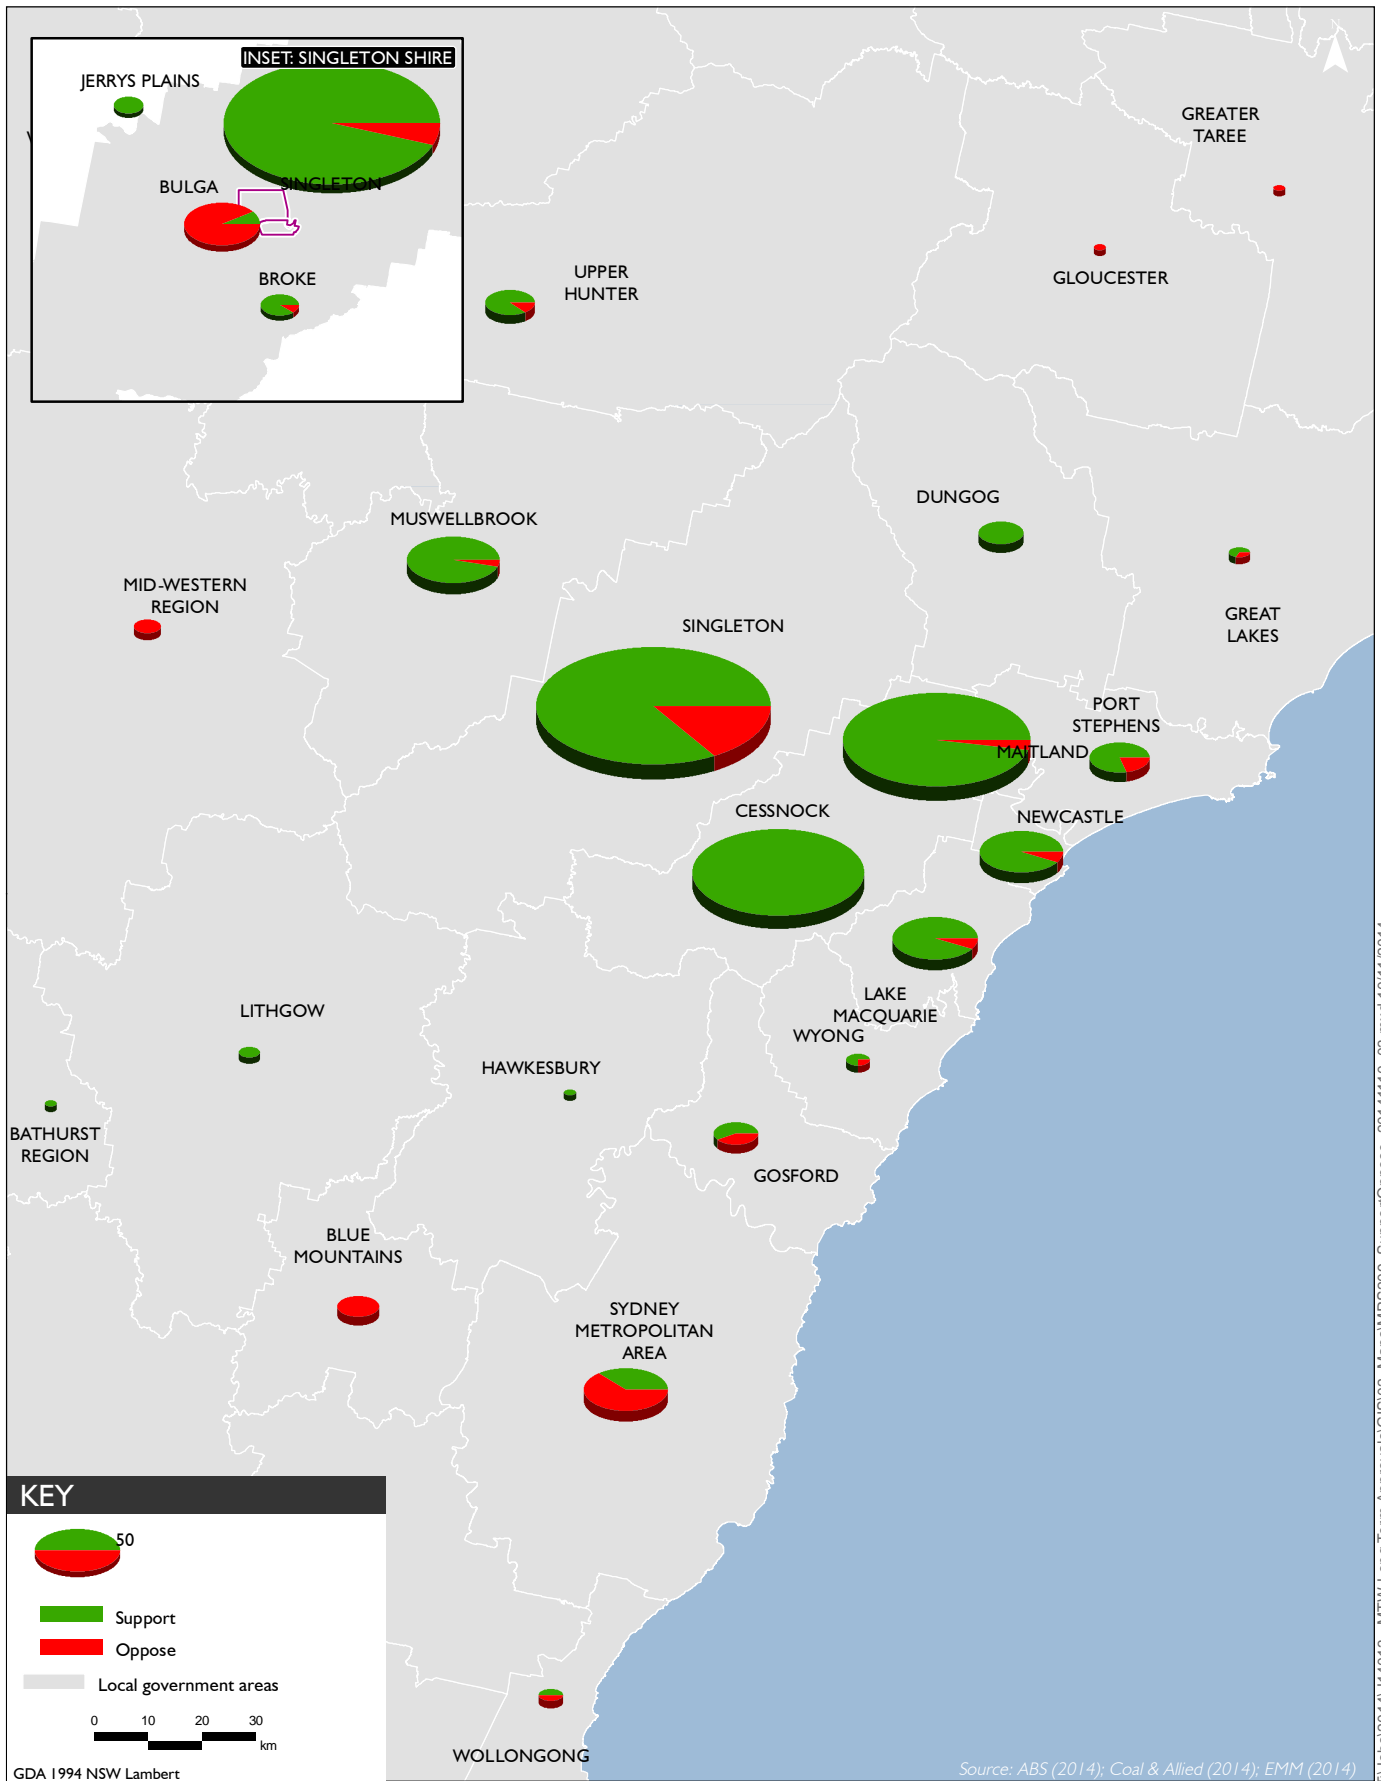 INSET: SINGLETON SHIRE
JERRYS PLAINS
SINGLETON
BULGA
BROKE
N
GREATER
TAREE
GLOUCESTER
UPPER
HUNTER
DUNGOG
MUSWELLBROOK
MID-WESTERN
REGION
GREAT
LAKES
SINGLETON
PORT
STEPHENS
MAITLAND
CESSNOCK
NEWCASTLE
LAKE
MACQUARIE
WYONG
LITHGOW
HAWKESBURY
BATHURST
REGION
GOSFORD
BLUE
MOUNTAINS
SYDNEY
METROPOLITAN
AREA
WOLLONGONG
KEY
50
Support
Oppose
Local government areas
0 10 20 30
km
GDA 1994 NSW Lambert
Source: ABS (2014); Coal & Allied (2014); EMM (2014)